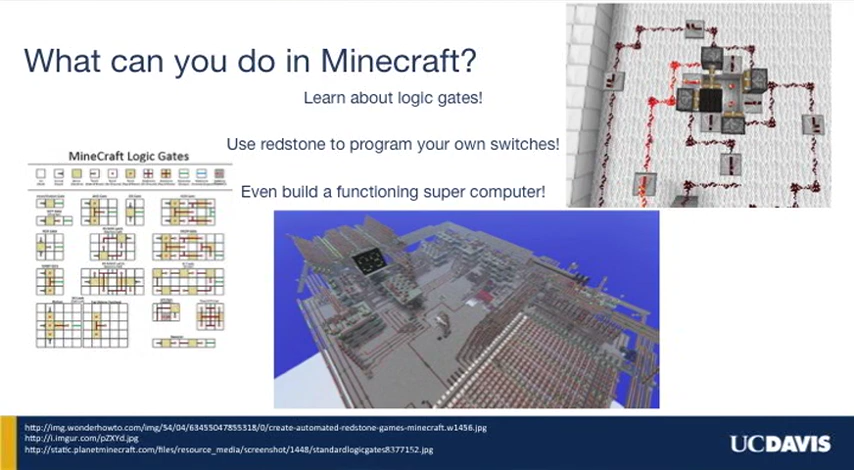 What can you do in Minecraft?
Learn about logic gates!
Use redstone to program your own switches!
Even build a functioning super computer!
MineCraft Logic Gates
http://img.wonderhowto.com/img/54/04/63455047855318/0/create-automated-redstone-games-minecraft.w1456.jpg
http://i.imgur.com/pZXYd.jpg
http://static.planetminecraft.com/files/resource_media/screenshot/1448/standardlogicgates8377152.jpg
UCDAVIS